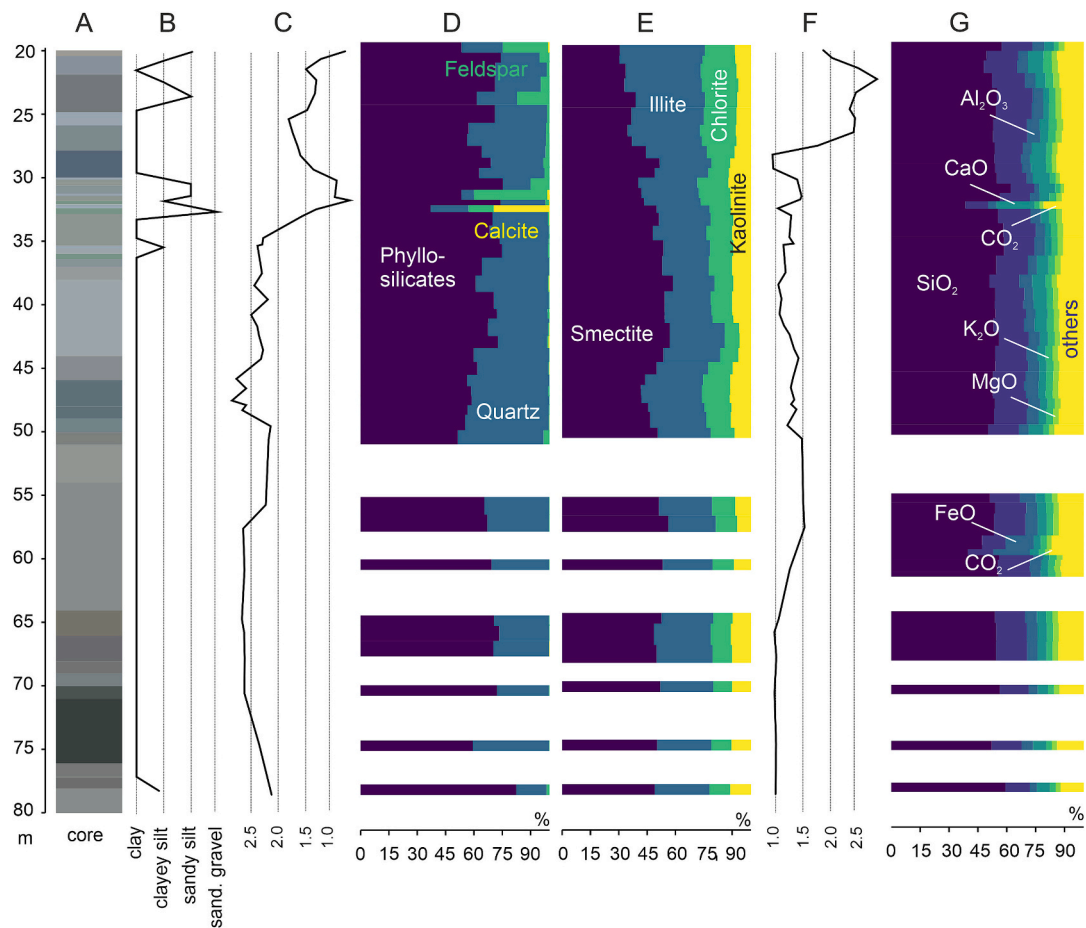 A B C D E F G
20
25
30
35
40
45
50
55
60
65
70
75
80
m
core
clay
clayey silt
sandy silt
sand. gravel
2.5 2.0 1.5 1.0
Feldspar
Calcite
Phyllo-
silicates
Quartz
%
0 15 30 45 60 75 90
Illite
Chlorite
Kaolinite
Smectite
%
0 15 30 45 60 75 90
1.0 1.5 2.0 2.5
Al₂O₃
CaO
CO₂
SiO₂
K₂O
MgO
others
FeO
CO₂
%
0 15 30 45 60 75 90